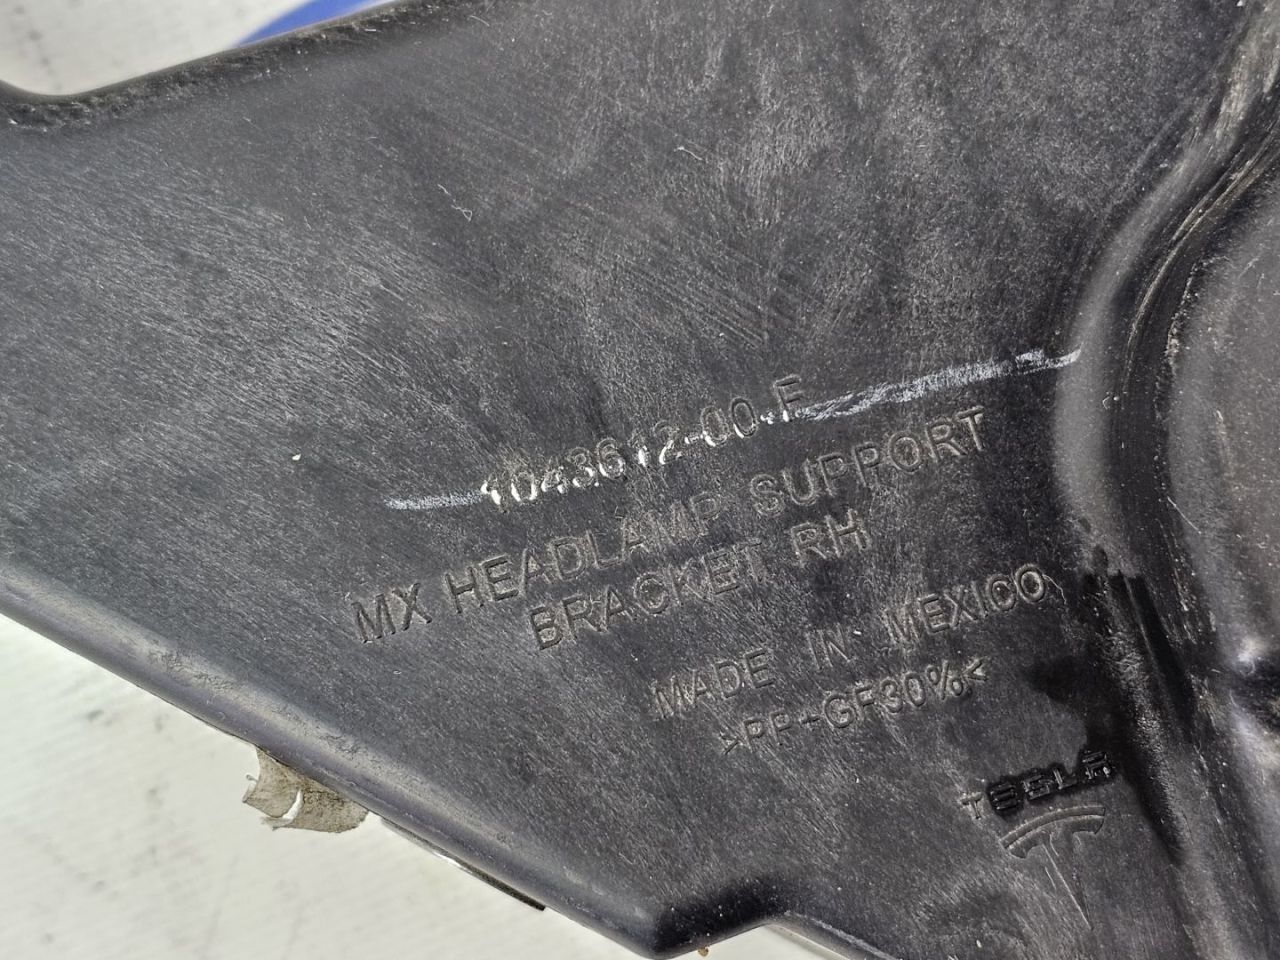 1043612-00-F
MX HEADLAMP SUPPORT
BRACKET RH
MADE IN MEXICO
>PP-GF30%<
TESLA